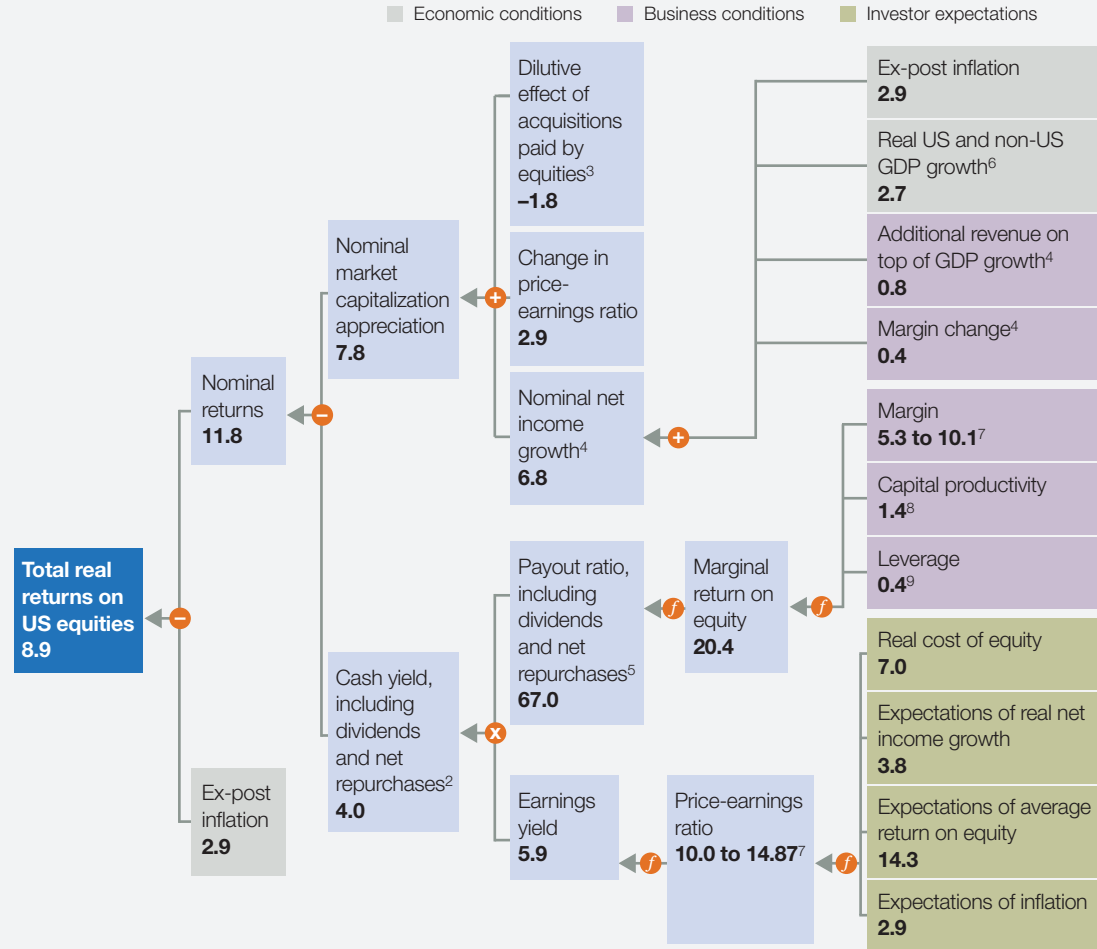 Economic conditions
Business conditions
Investor expectations
Total real
returns on
US equities
8.9
−
Nominal
returns
11.8
Ex-post
inflation
2.9
−
Nominal
market
capitalization
appreciation
7.8
Cash yield,
including
dividends
and net
repurchases²
4.0
+
Dilutive
effect of
acquisitions
paid by
equities³
–1.8
Change in
price-
earnings ratio
2.9
Nominal net
income
growth⁴
6.8
x
Payout ratio,
including
dividends
and net
repurchases⁵
67.0
Earnings
yield
5.9
+
f
Marginal
return on
equity
20.4
f
Price-earnings
ratio
10.0 to 14.87⁷
f
f
Ex-post inflation
2.9
Real US and non-US
GDP growth⁶
2.7
Additional revenue on
top of GDP growth⁴
0.8
Margin change⁴
0.4
Margin
5.3 to 10.1⁷
Capital productivity
1.4⁸
Leverage
0.4⁹
Real cost of equity
7.0
Expectations of real net
income growth
3.8
Expectations of average
return on equity
14.3
Expectations of inflation
2.9